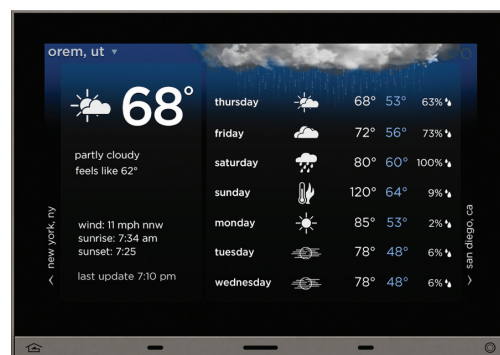 orem, ut
68°
partly cloudy
feels like 62°
wind: 11 mph nnw
sunrise: 7:34 am
sunset: 7:25
last update 7:10 pm
thursday 68° 53° 63%
friday 72° 56° 73%
saturday 80° 60° 100%
sunday 120° 64° 9%
monday 85° 53° 2%
tuesday 78° 48° 6%
wednesday 78° 48° 6%
new york, ny
san diego, ca